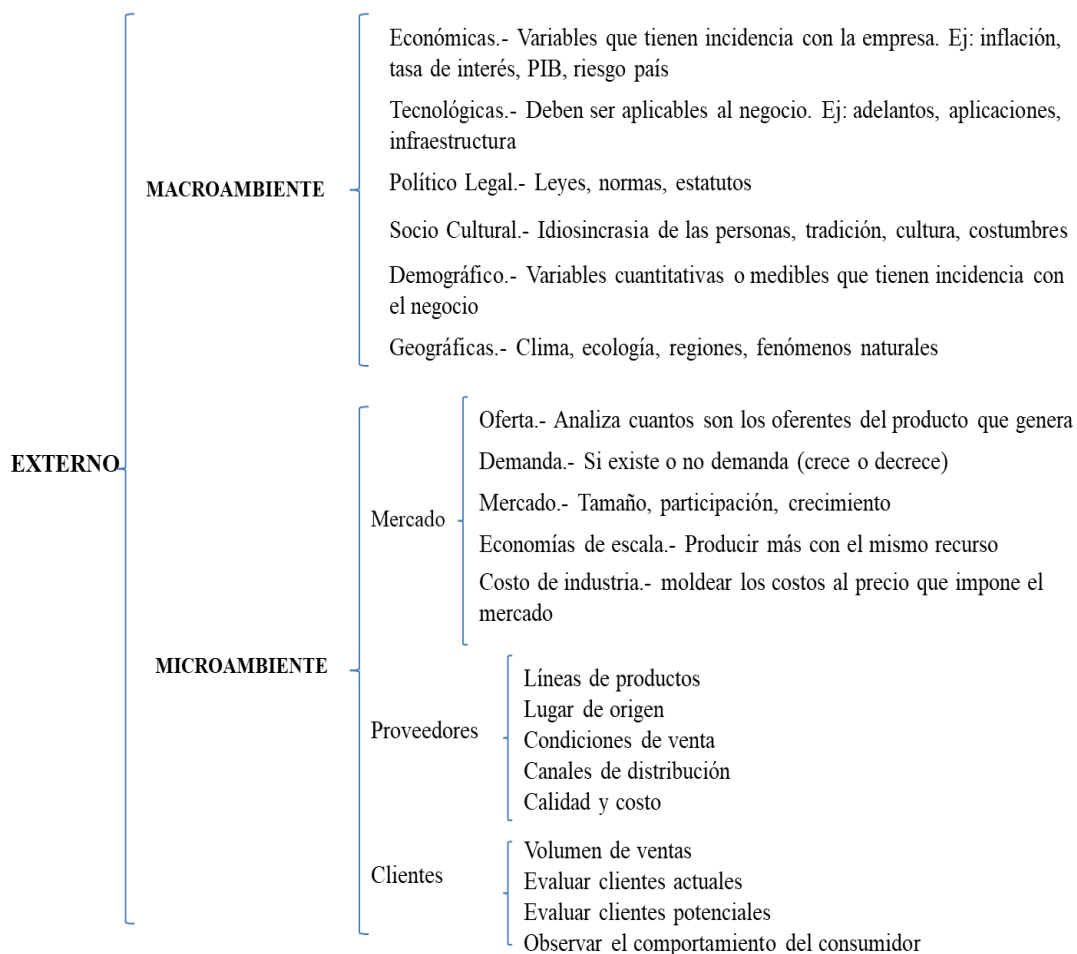 Económicas.- Variables que tienen incidencia con la empresa. Ej: inflación,
tasa de interés, PIB, riesgo país
Tecnológicas.- Deben ser aplicables al negocio. Ej: adelantos, aplicaciones,
infraestructura
MACROAMBIENTE
Político Legal.- Leyes, normas, estatutos
Socio Cultural.- Idiosincrasia de las personas, tradición, cultura, costumbres
Demográfico.- Variables cuantitativas o medibles que tienen incidencia con
el negocio
Geográficas.- Clima, ecología, regiones, fenómenos naturales
EXTERNO
Oferta.- Analiza cuantos son los oferentes del producto que genera
Demanda.- Si existe o no demanda (crece o decrece)
Mercado
Mercado.- Tamaño, participación, crecimiento
Economías de escala.- Producir más con el mismo recurso
Costo de industria.- moldear los costos al precio que impone el
mercado
MICROAMBIENTE
Proveedores
Líneas de productos
Lugar de origen
Condiciones de venta
Canales de distribución
Calidad y costo
Clientes
Volumen de ventas
Evaluar clientes actuales
Evaluar clientes potenciales
Observar el comportamiento del consumidor